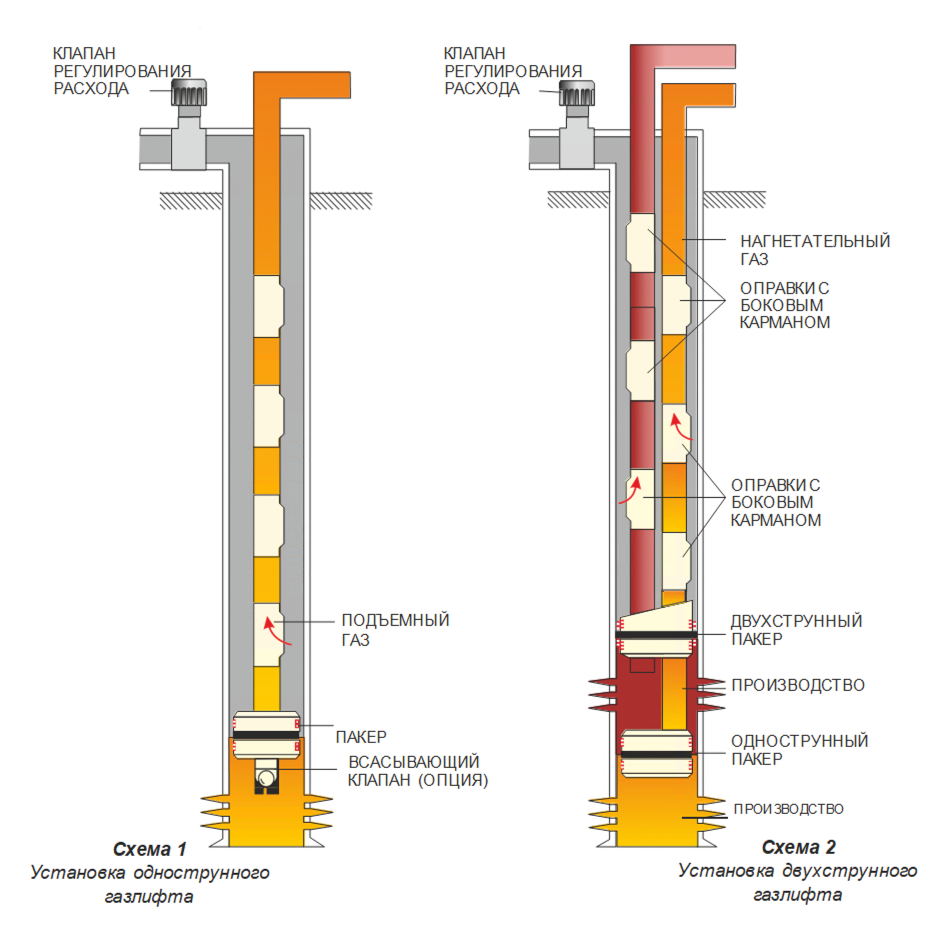 КЛАПАН
РЕГУЛИРОВАНИЯ
РАСХОДА
ПОДЪЕМНЫЙ
ГАЗ
ПАКЕР
ВСАСЫВАЮЩИЙ
КЛАПАН (ОПЦИЯ)
Схема 1
Установка однострунного
газлифта
КЛАПАН
РЕГУЛИРОВАНИЯ
РАСХОДА
НАГНЕТАТЕЛЬНЫЙ
ГАЗ
ОПРАВКИ С
БОКОВЫМ
КАРМАНОМ
ОПРАВКИ С
БОКОВЫМ
КАРМАНОМ
ДВУХСТРУННЫЙ
ПАКЕР
ПРОИЗВОДСТВО
ОДНОСТРУННЫЙ
ПАКЕР
ПРОИЗВОДСТВО
Схема 2
Установка двухструнного
газлифта